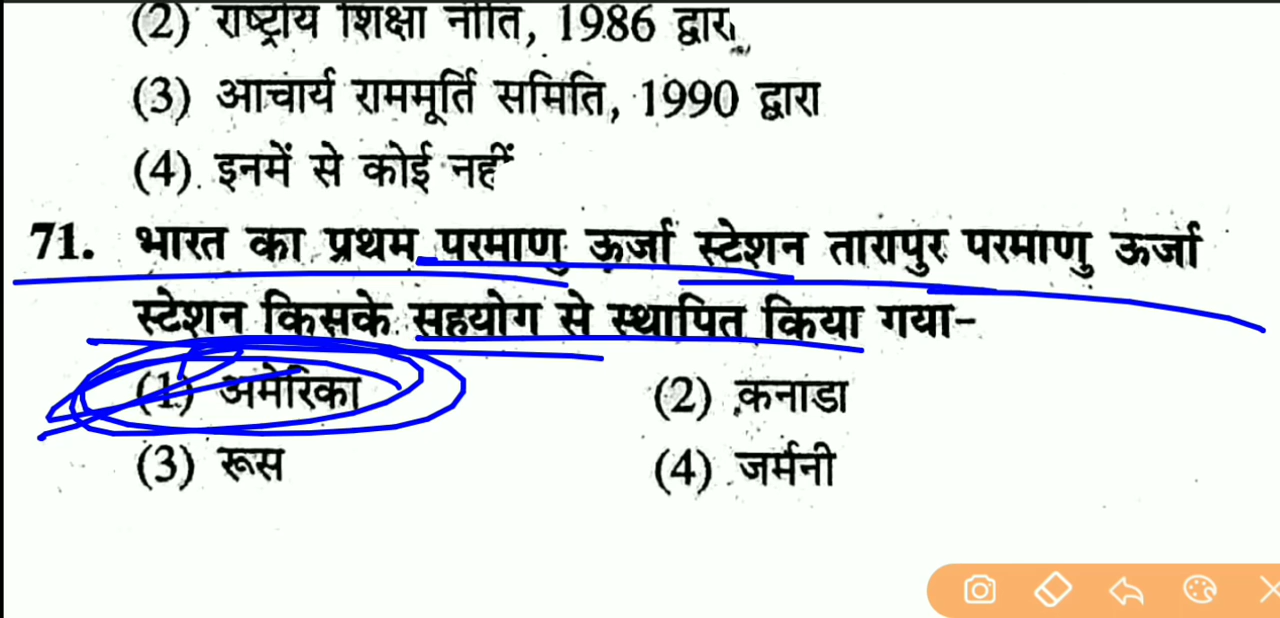 (2) राष्ट्रीय शिक्षा नीति, 1986 द्वारा
(3) आचार्य राममूर्ति समिति, 1990 द्वारा
(4) इनमें से कोई नहीं
71. भारत का प्रथम परमाणु ऊर्जा स्टेशन तारापुर परमाणु ऊर्जा
स्टेशन किसके सहयोग से स्थापित किया गया-
(1) अमेरिका (2) कनाडा
(3) रूस (4) जर्मनी